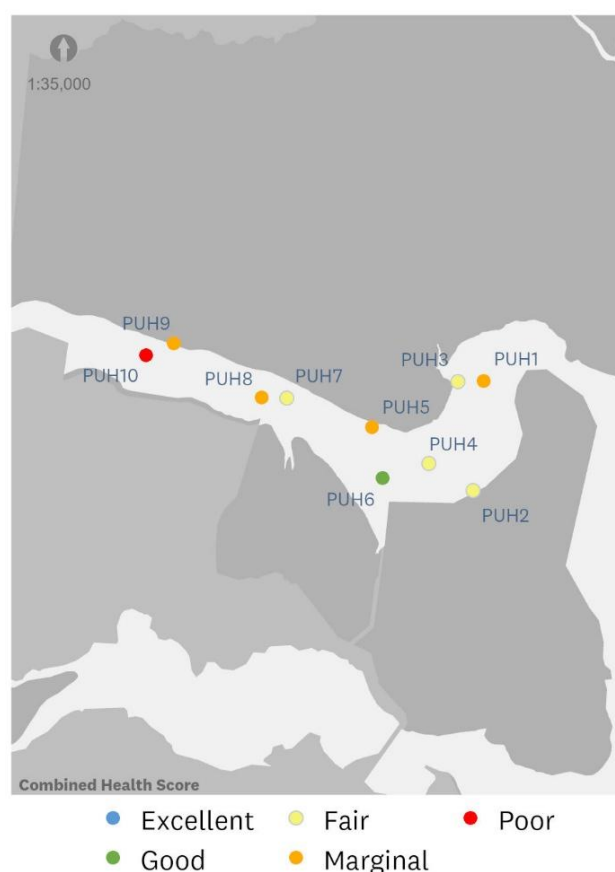 1:35,000
PUH9
PUH10
PUH8
PUH7
PUH3
PUH1
PUH5
PUH4
PUH6
PUH2
Combined Health Score
Excellent
Fair
Poor
Good
Marginal